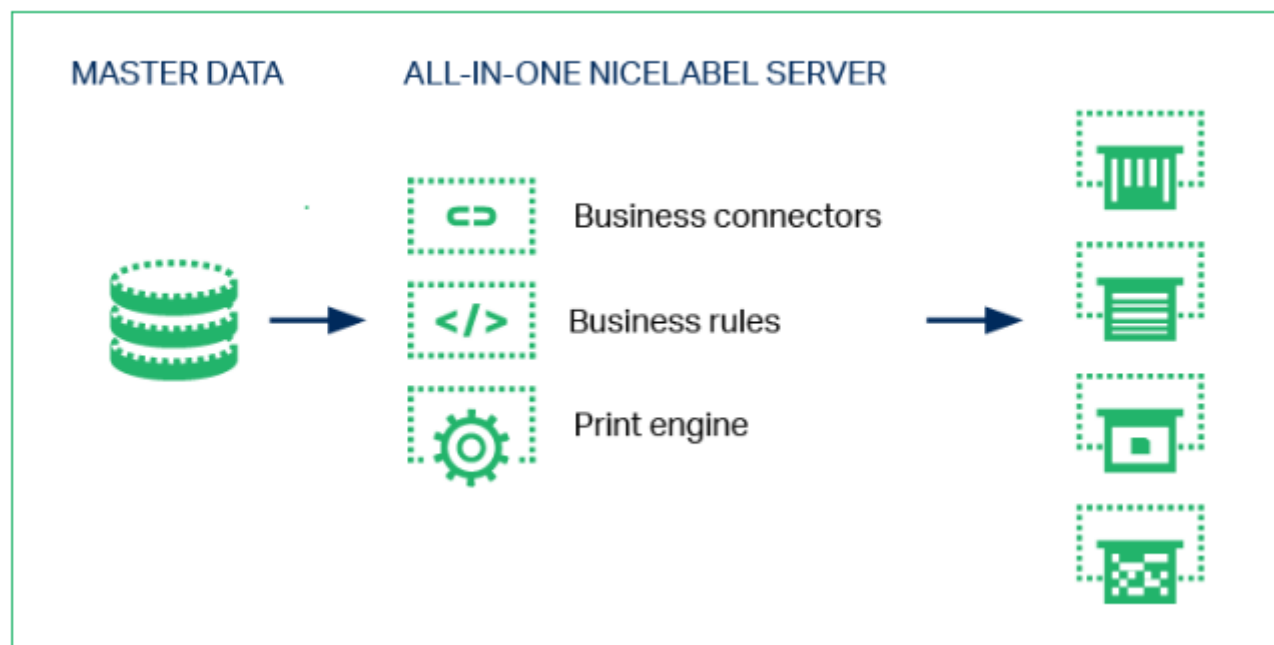 MASTER DATA
ALL-IN-ONE NICELABEL SERVER
Business connectors
</> Business rules
Print engine